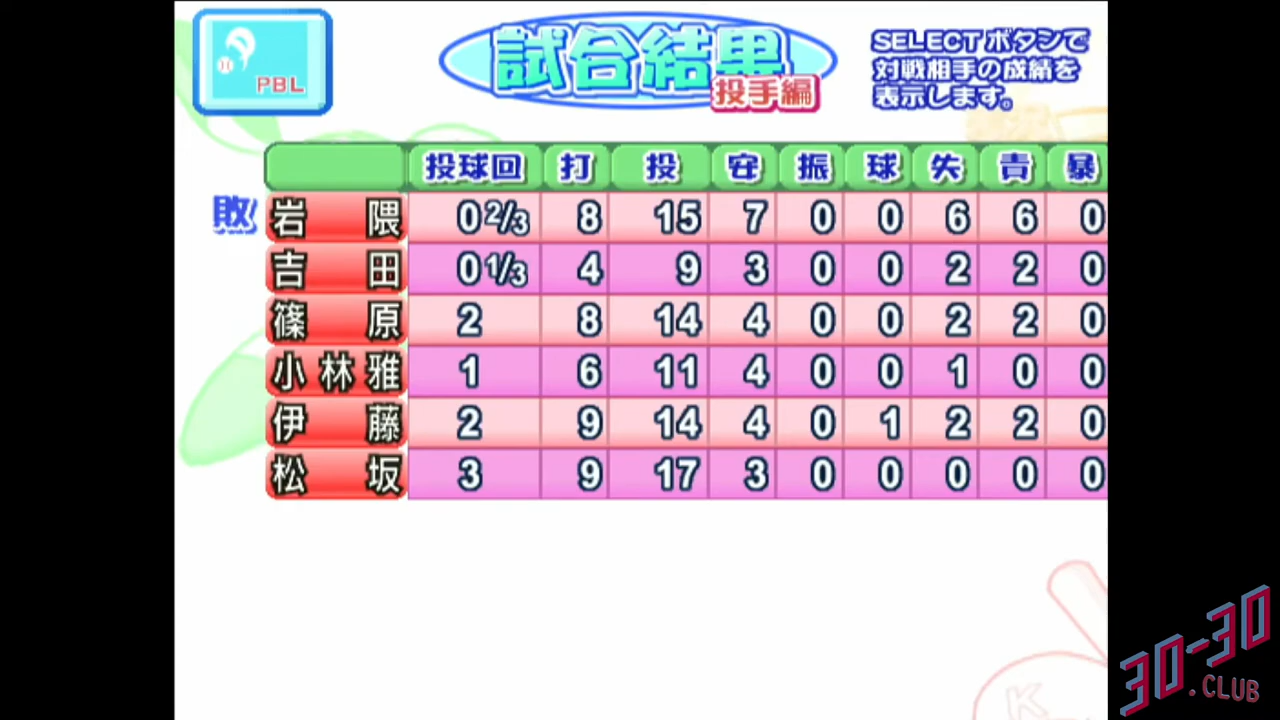 PBL
試合結果
投手編
SELECTボタンで
対戦相手の成績を
表示します。
投球回 打 投 安 振 球 失 責 暴
敗 岩隈 0 2/3 8 15 7 0 0 6 6 0
吉田 0 1/3 4 9 3 0 0 2 2 0
篠原 2 8 14 4 0 0 2 2 0
小林雅 1 6 11 4 0 0 1 0 0
伊藤 2 9 14 4 0 1 2 2 0
松坂 3 9 17 3 0 0 0 0 0
K
30-30
.CLUB